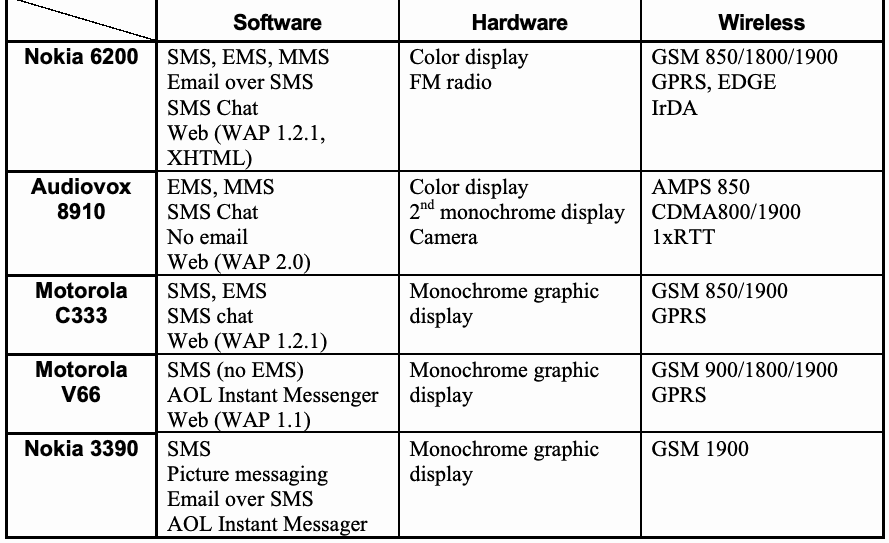 Software Hardware Wireless
Nokia 6200
SMS, EMS, MMS
Email over SMS
SMS Chat
Web (WAP 1.2.1,
XHTML)
Color display
FM radio
GSM 850/1800/1900
GPRS, EDGE
IrDA
Audiovox
8910
EMS, MMS
SMS Chat
No email
Web (WAP 2.0)
Color display
2nd monochrome display
Camera
AMPS 850
CDMA800/1900
1xRTT
Motorola
C333
SMS, EMS
SMS chat
Web (WAP 1.2.1)
Monochrome graphic
display
GSM 850/1900
GPRS
Motorola
V66
SMS (no EMS)
AOL Instant Messenger
Web (WAP 1.1)
Monochrome graphic
display
GSM 900/1800/1900
GPRS
Nokia 3390
SMS
Picture messaging
Email over SMS
AOL Instant Messager
Monochrome graphic
display
GSM 1900